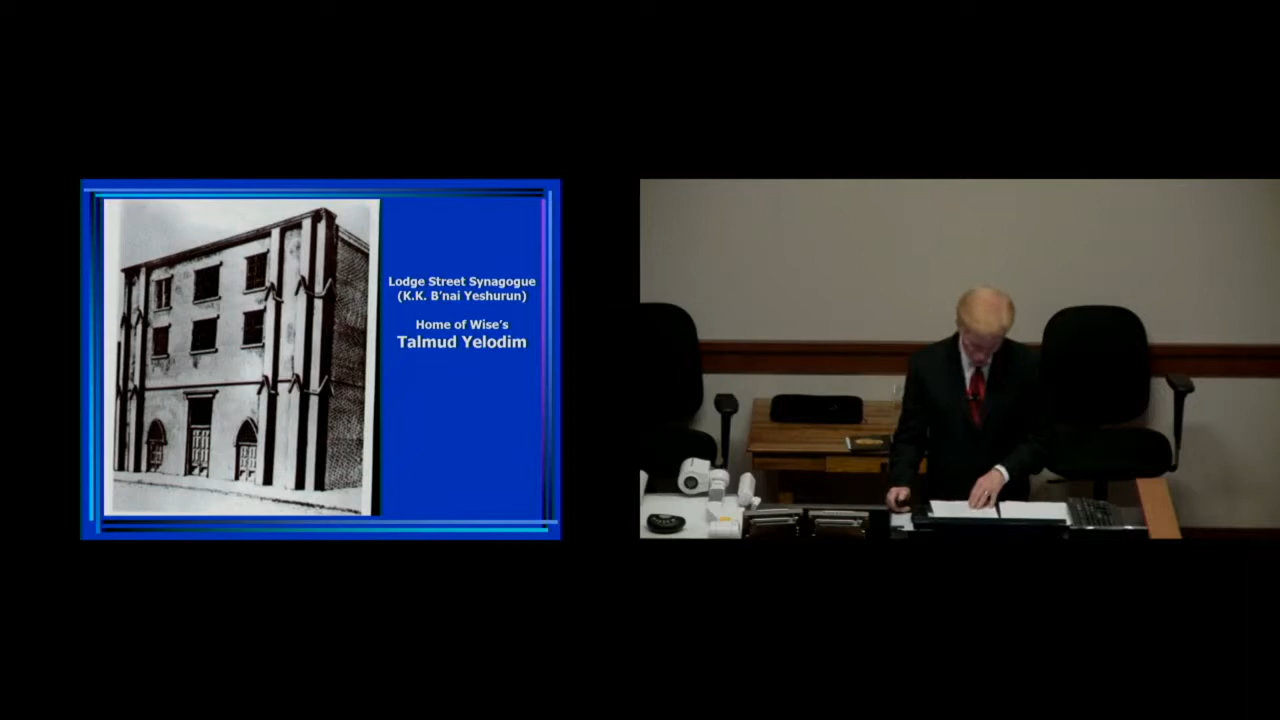 Lodge Street Synagogue
(K.K. B'nai Yeshurun)
Home of Wise's
Talmud Yelodim